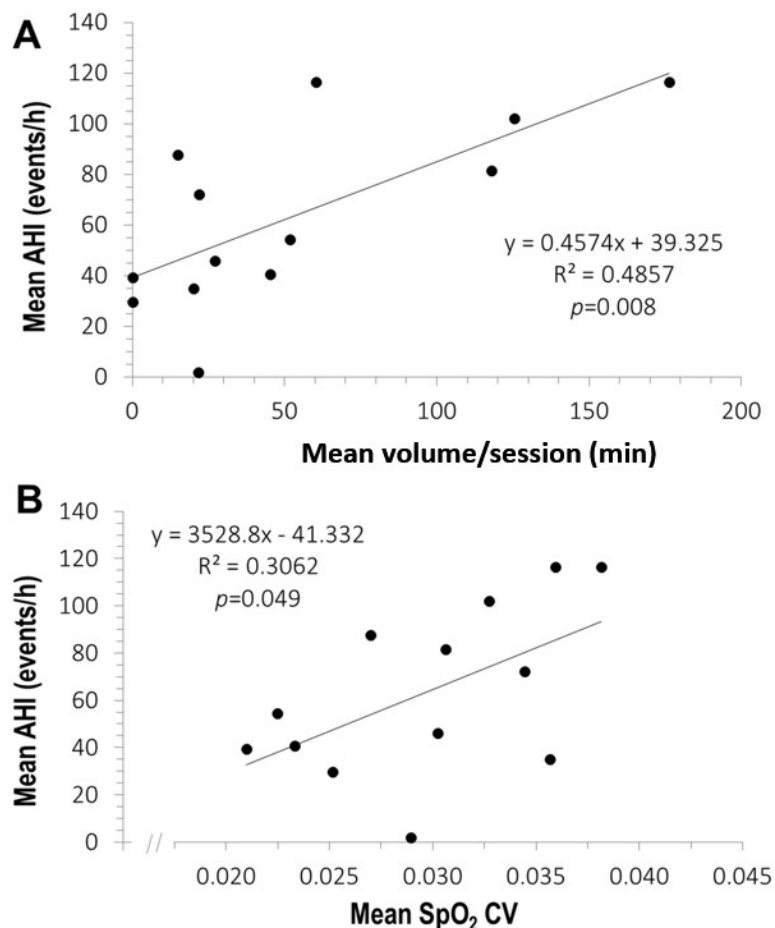 A
Mean AHI (events/h)
140
120
100
80
60
40
20
0
y = 0.4574x + 39.325
R² = 0.4857
p=0.008
0 50 100 150 200
Mean volume/session (min)
B
Mean AHI (events/h)
140
120
100
80
60
40
20
0
y = 3528.8x - 41.332
R² = 0.3062
p=0.049
// 0.020 0.025 0.030 0.035 0.040 0.045
Mean SpO₂ CV